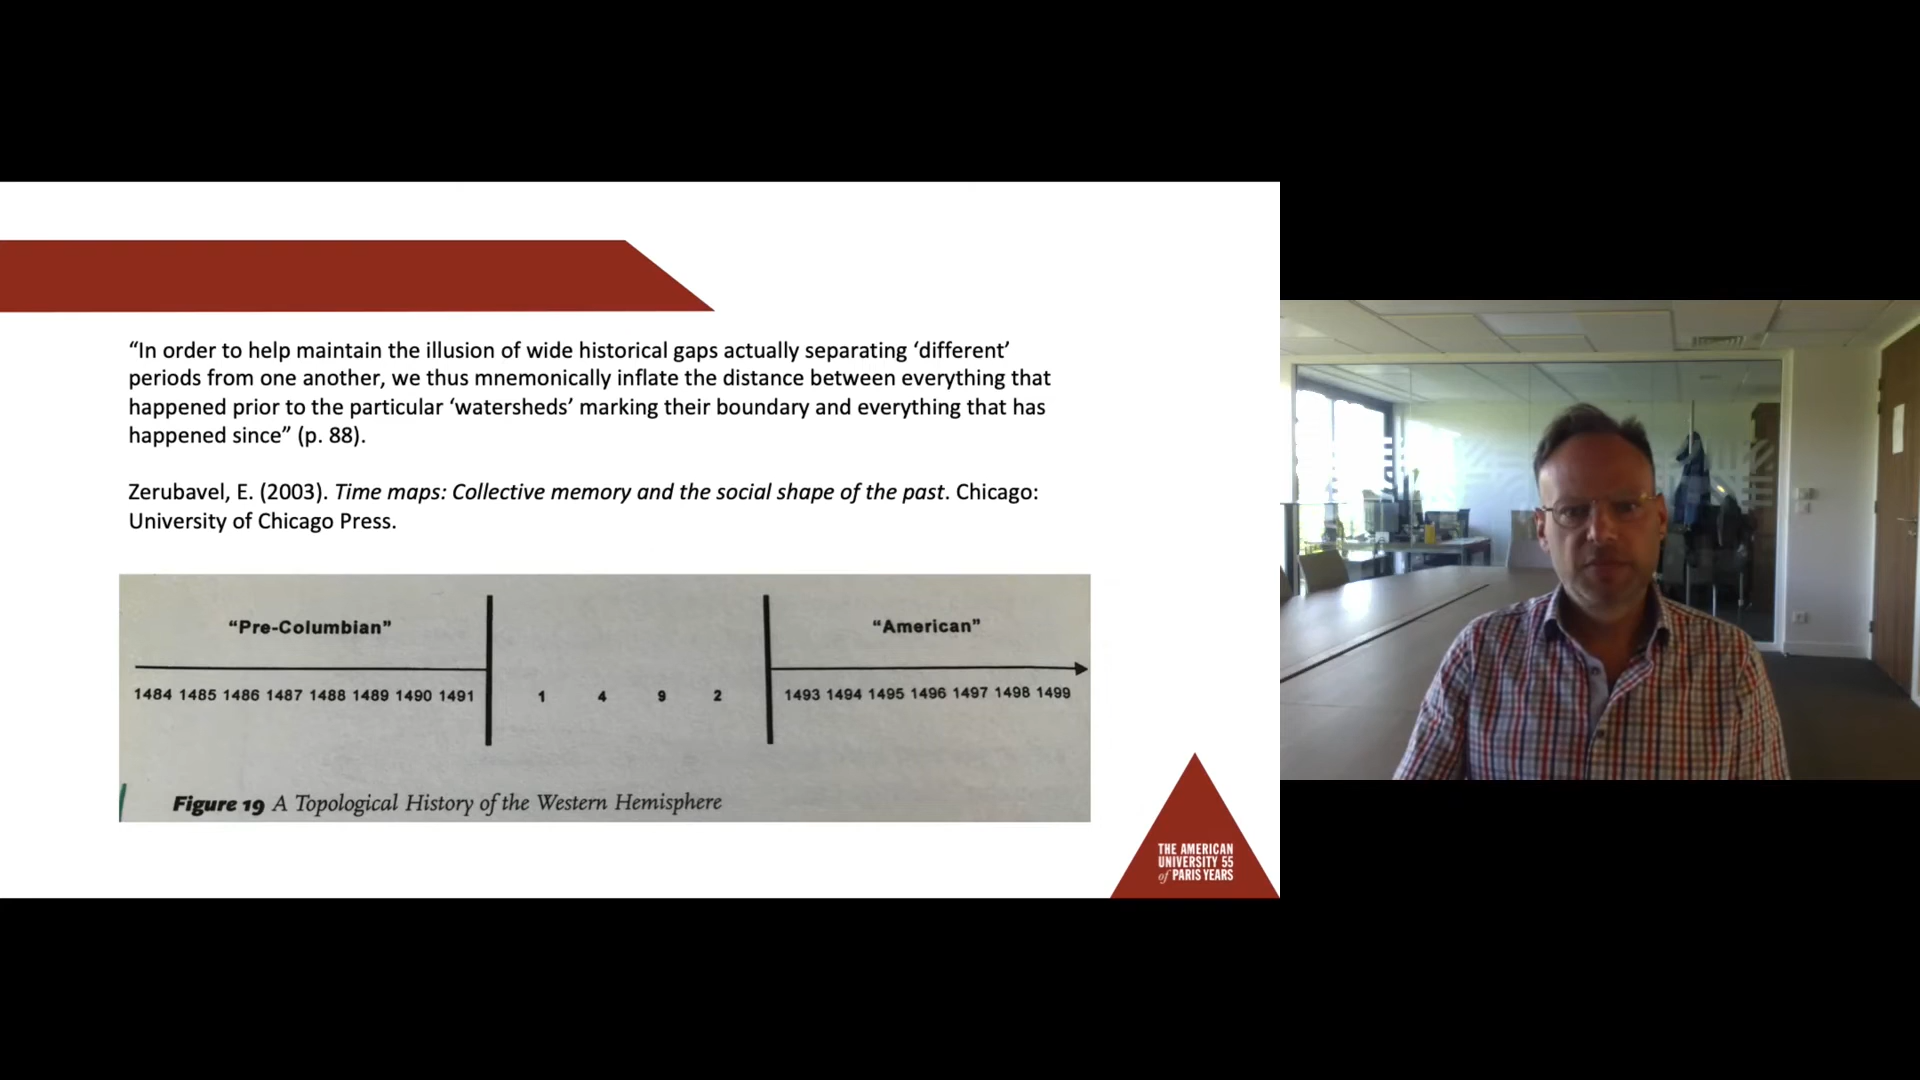 “In order to help maintain the illusion of wide historical gaps actually separating ‘different’
periods from one another, we thus mnemonically inflate the distance between everything that
happened prior to the particular ‘watersheds’ marking their boundary and everything that has
happened since” (p. 88).
Zerubavel, E. (2003). Time maps: Collective memory and the social shape of the past. Chicago:
University of Chicago Press.
“Pre-Columbian” “American”
1484 1485 1486 1487 1488 1489 1490 1491 1 4 9 2 1493 1494 1495 1496 1497 1498 1499
Figure 19 A Topological History of the Western Hemisphere
THE AMERICAN
UNIVERSITY 55
of PARIS YEARS